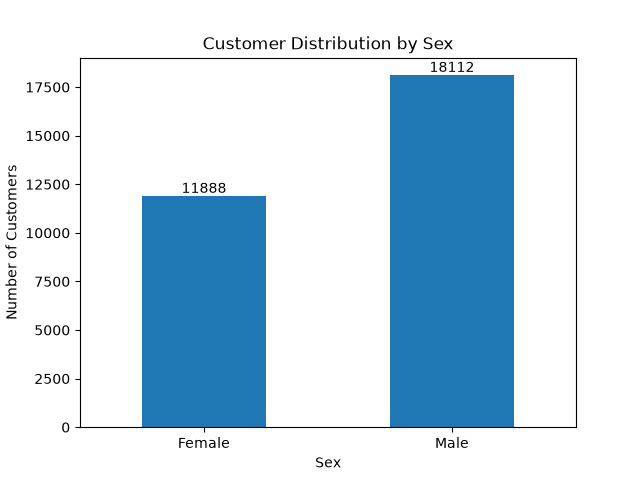 Customer Distribution by Sex
18112
17500
15000
12500
11888
10000
7500
5000
2500
0
Number of Customers
Female
Male
Sex